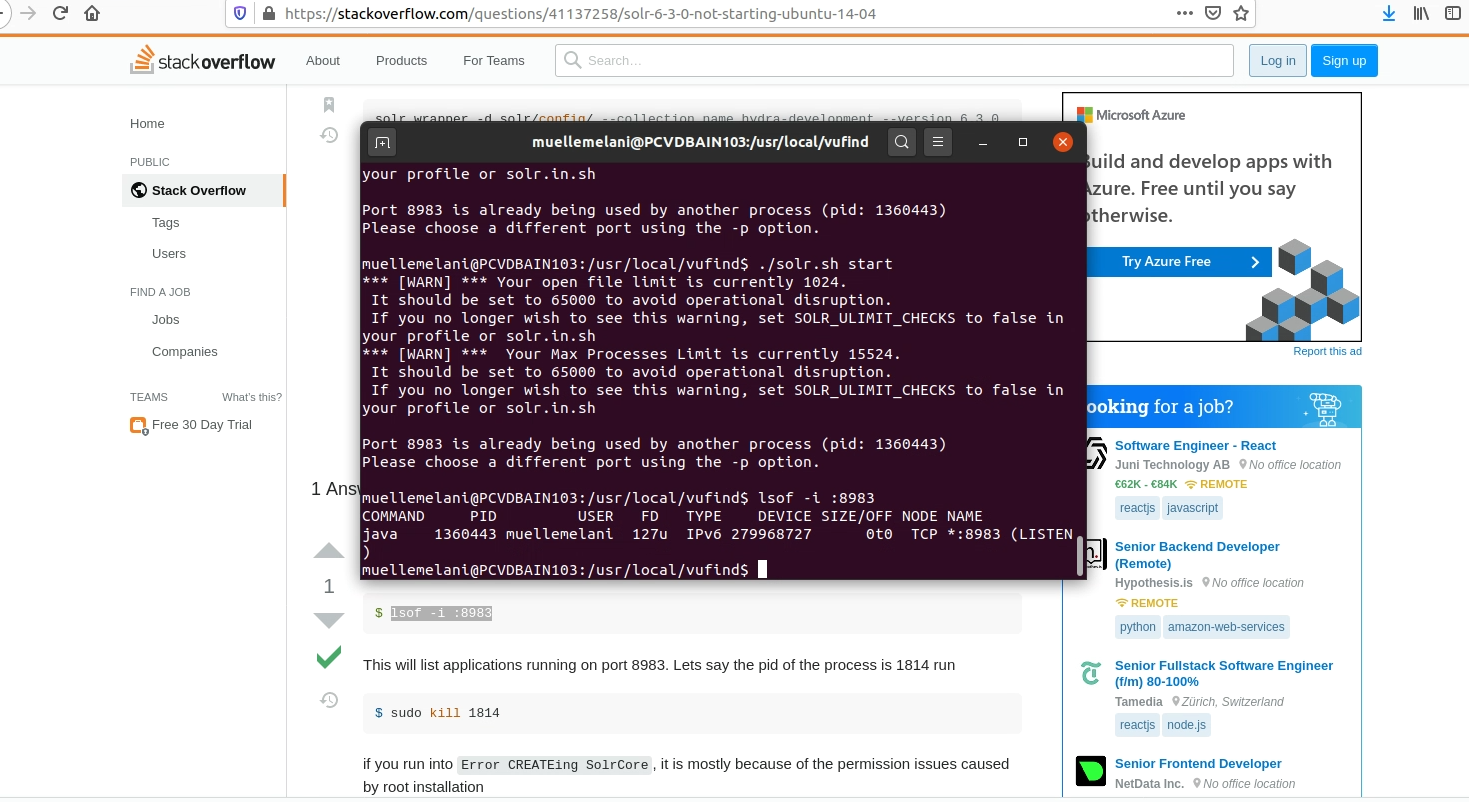 https://stackoverflow.com/questions/41137258/solr-6-3-0-not-starting-ubuntu-14-04
stackoverflow
About
Products
For Teams
Search…
Log in
Sign up
Home
PUBLIC
Stack Overflow
Tags
Users
FIND A JOB
Jobs
Companies
TEAMS
What's this?
Free 30 Day Trial
solr_wrapper -d solr/config/ --collection_name hydra-development --version 6.3.0
muellemelani@PCVDBAIN103:/usr/local/vufind
your profile or solr.in.sh
Port 8983 is already being used by another process (pid: 1360443)
Please choose a different port using the -p option.
muellemelani@PCVDBAIN103:/usr/local/vufind$ ./solr.sh start
*** [WARN] *** Your open file limit is currently 1024.
It should be set to 65000 to avoid operational disruption.
If you no longer wish to see this warning, set SOLR_ULIMIT_CHECKS to false in
your profile or solr.in.sh
*** [WARN] ***  Your Max Processes Limit is currently 15524.
It should be set to 65000 to avoid operational disruption.
If you no longer wish to see this warning, set SOLR_ULIMIT_CHECKS to false in
your profile or solr.in.sh
Port 8983 is already being used by another process (pid: 1360443)
Please choose a different port using the -p option.
muellemelani@PCVDBAIN103:/usr/local/vufind$ lsof -i :8983
COMMAND     PID         USER   FD   TYPE    DEVICE SIZE/OFF NODE NAME
java    1360443 muellemelani  127u  IPv6 279968727      0t0  TCP *:8983 (LISTEN
)
muellemelani@PCVDBAIN103:/usr/local/vufind$
1 Answ
1
$ lsof -i :8983
This will list applications running on port 8983. Lets say the pid of the process is 1814 run
$ sudo kill 1814
if you run into Error CREATEing SolrCore, it is mostly because of the permission issues caused
by root installation
Microsoft Azure
Build and develop apps with
Azure. Free until you say
otherwise.
Try Azure Free
Report this ad
ooking for a job?
Software Engineer - React
Juni Technology AB No office location
€62K - €84K REMOTE
reactjs javascript
Senior Backend Developer
(Remote)
Hypothesis.is No office location
REMOTE
python amazon-web-services
Senior Fullstack Software Engineer
(f/m) 80-100%
Tamedia Zürich, Switzerland
reactjs node.js
Senior Frontend Developer
NetData Inc. No office location